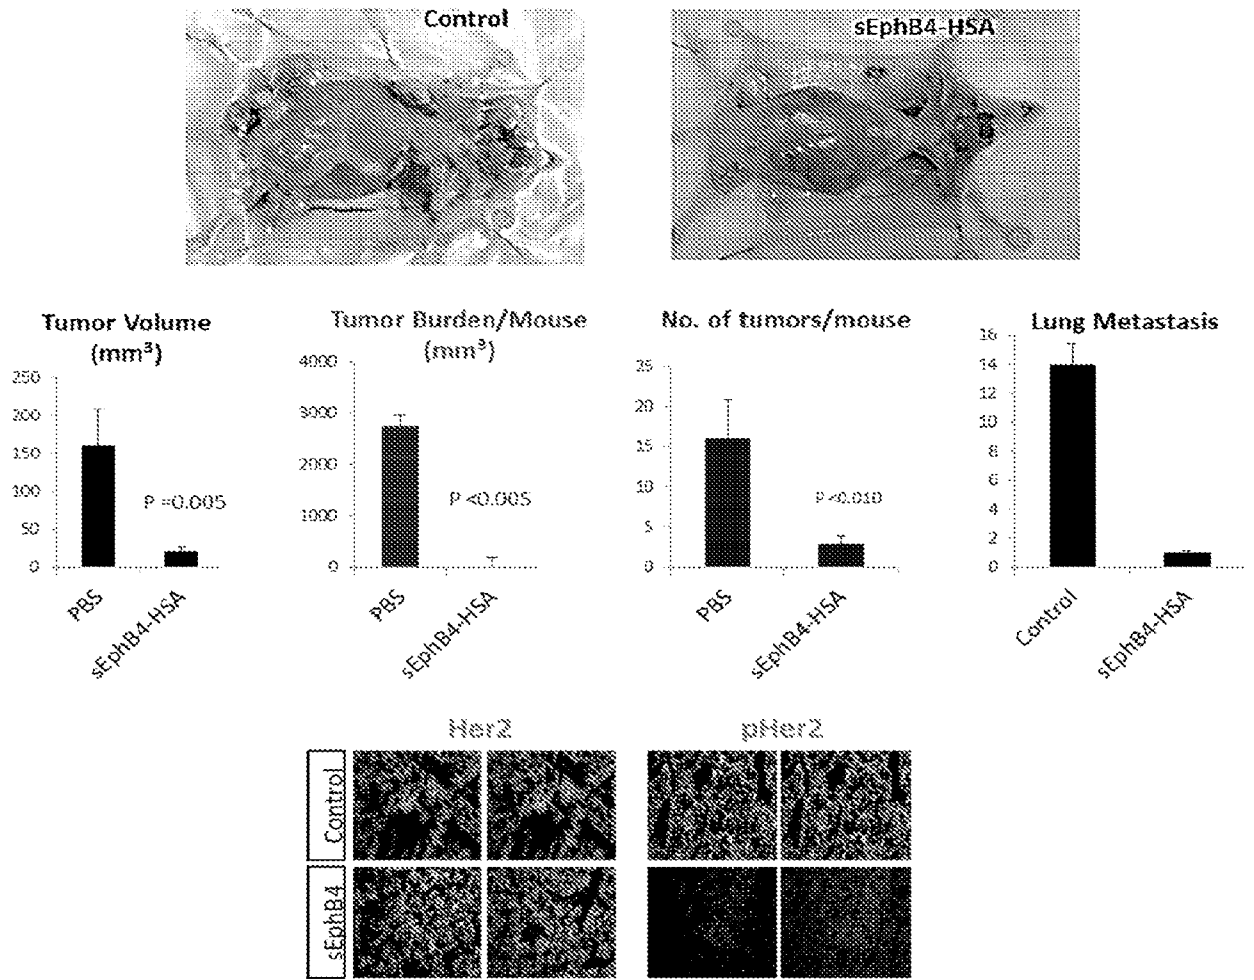 Control
sEphB4-HSA
Tumor Volume
(mm³)
250
200
150
100
50
0
P =0.005
PBS
sEphB4-HSA
Tumor Burden/Mouse
(mm³)
4000
3000
2000
1000
0
P <0.005
PBS
sEphB4-HSA
No. of tumors/mouse
25
20
15
10
5
0
P <0.010
PBS
sEphB4-HSA
Lung Metastasis
16
14
12
10
8
6
4
2
0
Control
sEphB4-HSA
Her2
pHer2
Control
sEphB4